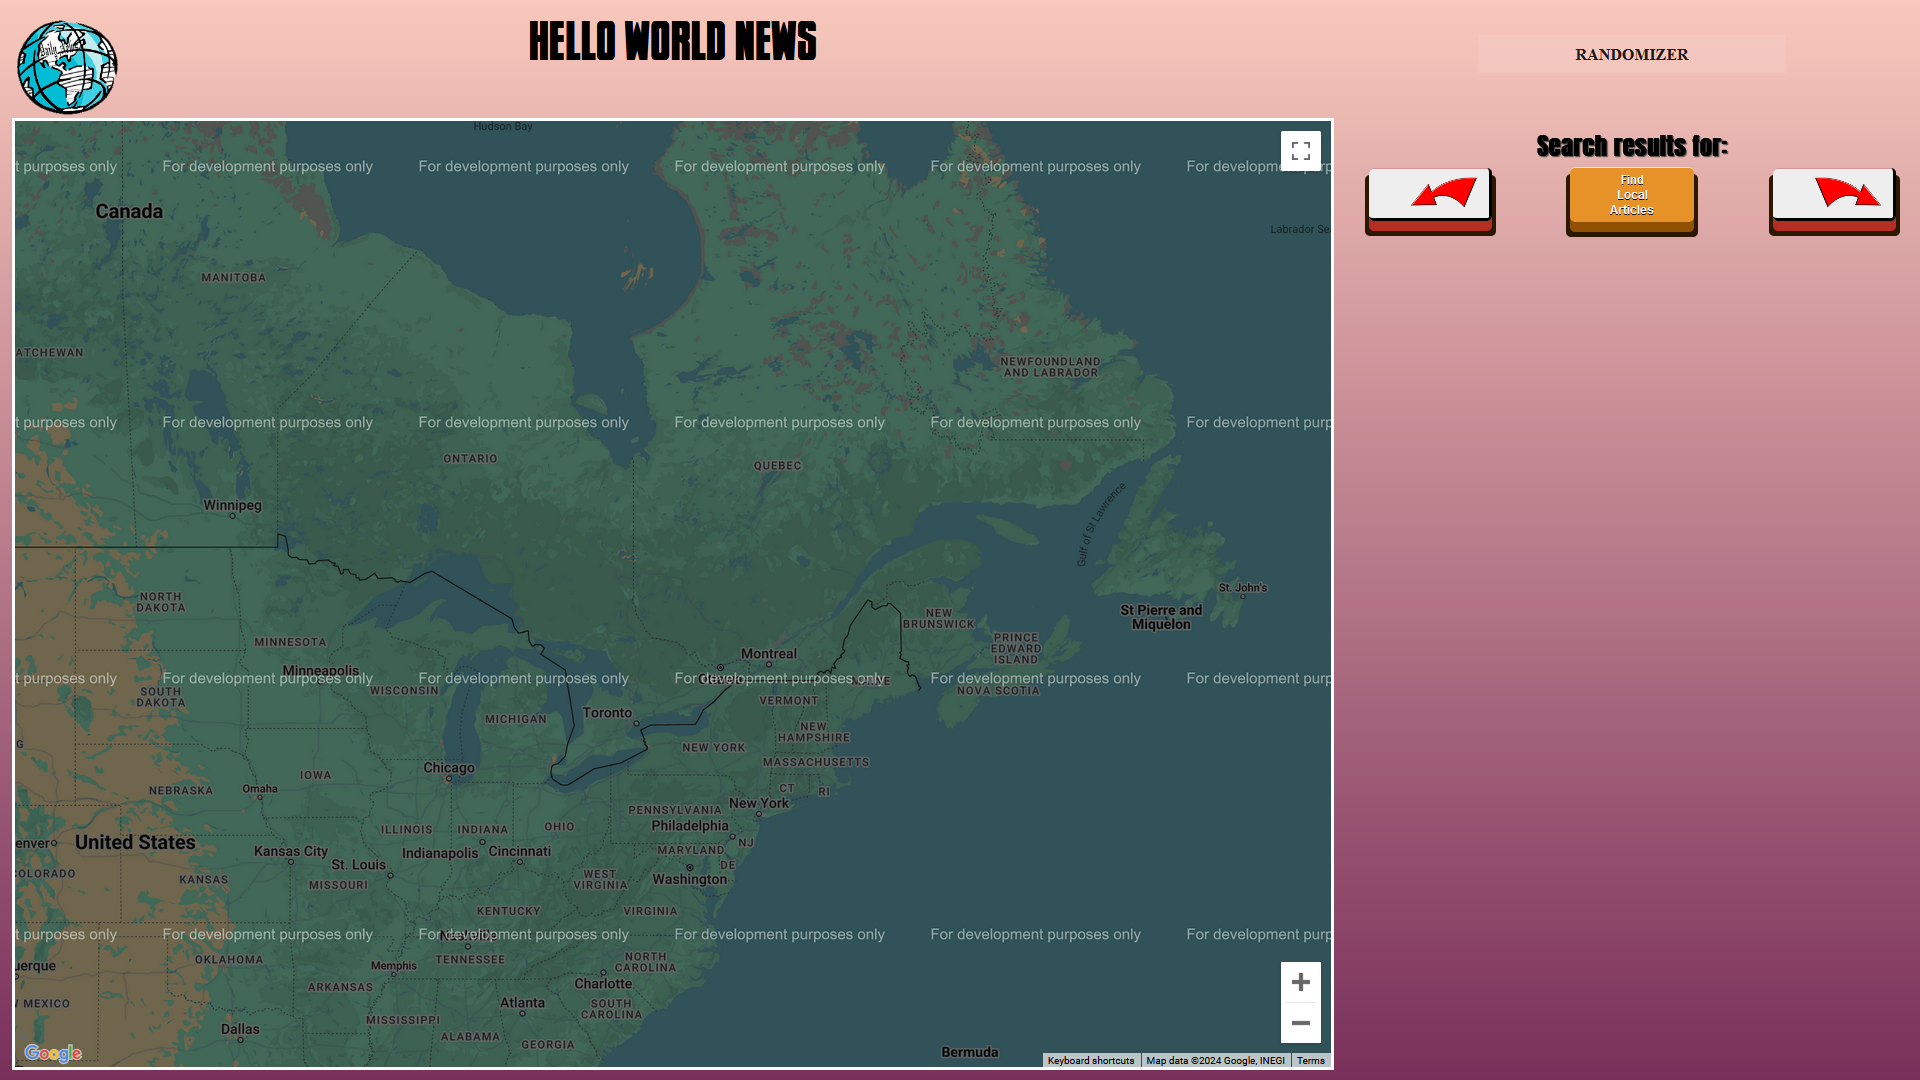 HELLO WORLD NEWS
RANDOMIZER
Search results for:
Find
Local
Articles
Hudson Bay
t purposes only For development purposes only For development purposes only For development purposes only For development purposes only
Canada
Labrador Se
MANITOBA
ATCHEWAN
NEWFOUNDLAND
AND LABRADOR
t purposes only For development purposes only For development purposes only For development purposes only For development purposes only For development purp
ONTARIO
QUEBEC
Winnipeg
Gulf of St Lawrence
St. John's
NORTH
DAKOTA
St Pierre and
Miquelon
NEW
BRUNSWICK
MINNESOTA
PRINCE
EDWARD
ISLAND
Montreal
Minneapolis
t purposes only For development purposes only For development purposes only For development purposes only For development purposes only For development purp
WISCONSIN
SOUTH
DAKOTA
NOVA SCOTIA
VERMONT
MICHIGAN
Toronto
NEW
HAMPSHIRE
NEW YORK
MASSACHUSETTS
Chicago
IOWA
NEBRASKA
Omaha
CT
RI
New York
PENNSYLVANIA
Philadelphia
ILLINOIS
INDIANA
OHIO
United States
enver
NJ
Kansas City
Indianapolis
Cincinnati
MARYLAND
St. Louis
DE
COLORADO
KANSAS
MISSOURI
WEST
VIRGINIA
Washington
KENTUCKY
VIRGINIA
t purposes only For development purposes only For development purposes only For development purposes only For development purposes only For development purp
Nashville
OKLAHOMA
Memphis
TENNESSEE
NORTH
CAROLINA
uerque
ARKANSAS
Charlotte
MEXICO
Atlanta
SOUTH
CAROLINA
MISSISSIPPI
Dallas
ALABAMA
GEORGIA
Bermuda
Google
Keyboard shortcuts
Map data ©2024 Google, INEGI
Terms